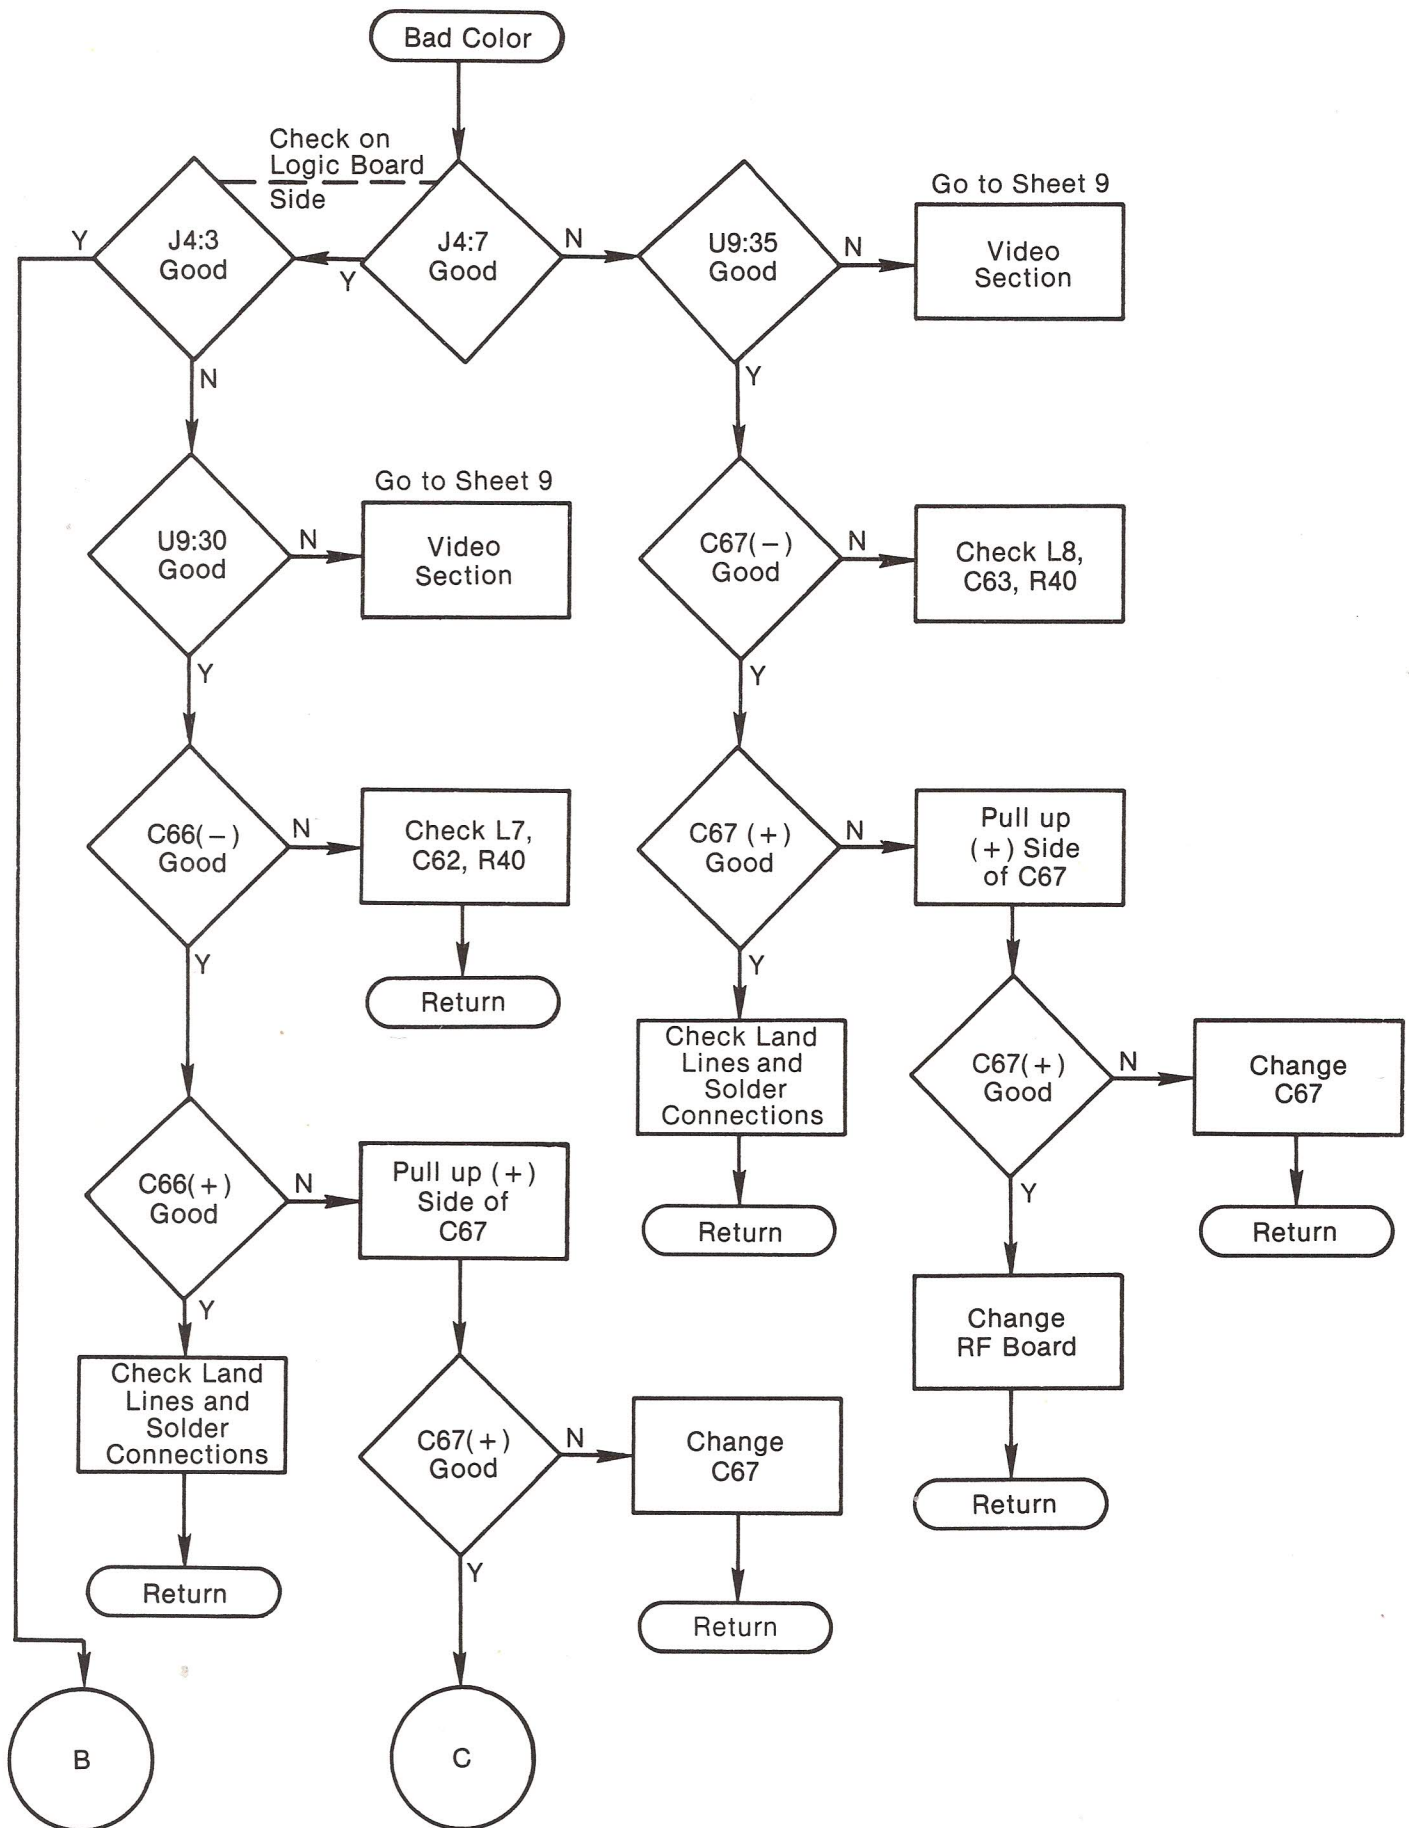 Bad Color
Check on
Logic Board
Side
Y
J4:3
Good
Y
J4:7
Good
N
U9:35
Good
N
Go to Sheet 9
Video
Section
N
Y
U9:30
Good
N
Go to Sheet 9
Video
Section
C67(−)
Good
N
Check L8,
C63, R40
Y
Y
C66(−)
Good
N
Check L7,
C62, R40
Return
C67 (+)
Good
N
Pull up
(+) Side
of C67
Y
Y
Check Land
Lines and
Solder
Connections
Return
C67(+)
Good
N
Change
C67
Return
Y
Change
RF Board
Return
C66(+)
Good
N
Pull up (+)
Side of
C67
Y
Check Land
Lines and
Solder
Connections
Return
C67(+)
Good
N
Change
C67
Return
Y
B
C